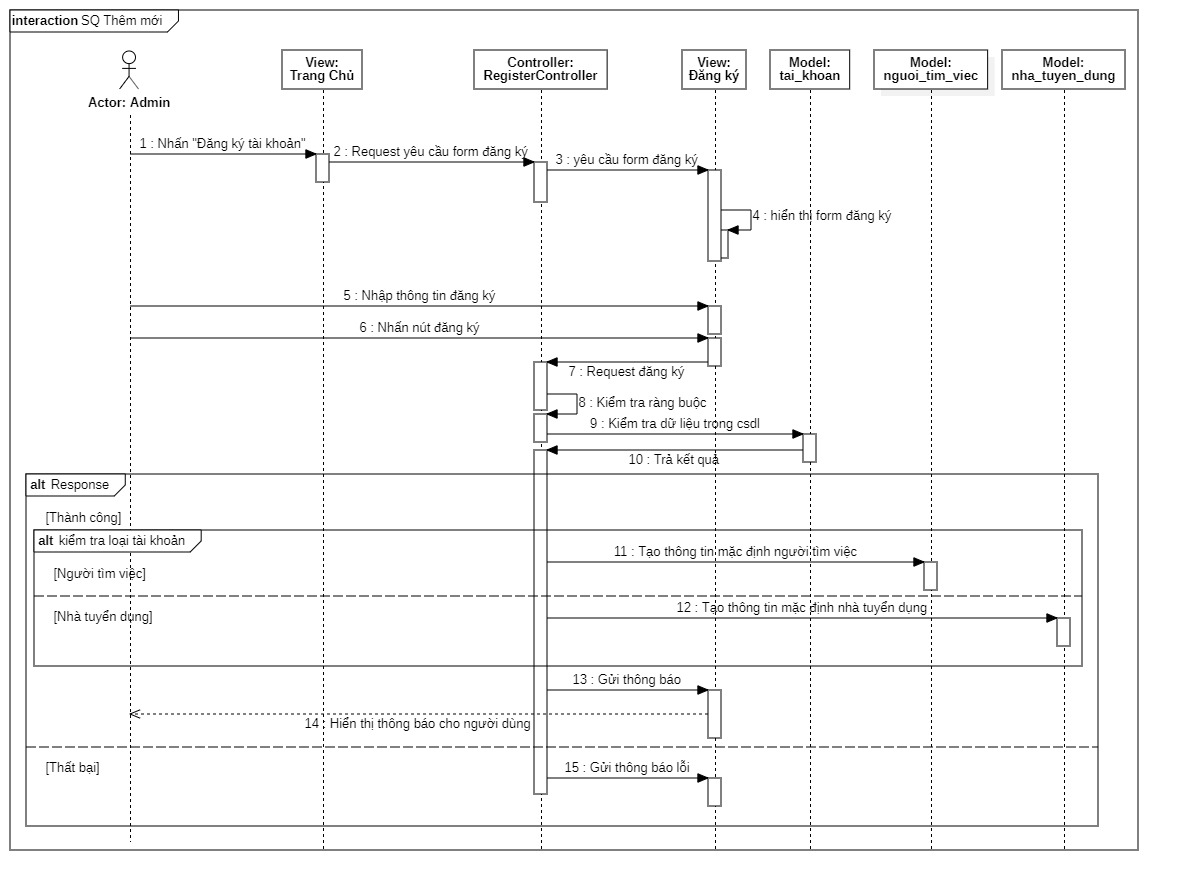 interaction SQ Thêm mới
Actor: Admin
View:
Trang Chủ
Controller:
RegisterController
View:
Đăng ký
Model:
tai_khoan
Model:
nguoi_tim_viec
Model:
nha_tuyen_dung
1 : Nhấn "Đăng ký tài khoản"
2 : Request yêu cầu form đăng ký
3 : yêu cầu form đăng ký
4 : hiển thị form đăng ký
5 : Nhập thông tin đăng ký
6 : Nhấn nút đăng ký
7 : Request đăng ký
8 : Kiểm tra ràng buộc
9 : Kiểm tra dữ liệu trong csdl
10 : Trả kết quả
alt Response
[Thành công]
alt kiểm tra loại tài khoản
11 : Tạo thông tin mặc định người tìm việc
[Người tìm việc]
12 : Tạo thông tin mặc định nhà tuyển dụng
[Nhà tuyển dụng]
13 : Gửi thông báo
14 : Hiển thị thông báo cho người dùng
[Thất bại]
15 : Gửi thông báo lỗi